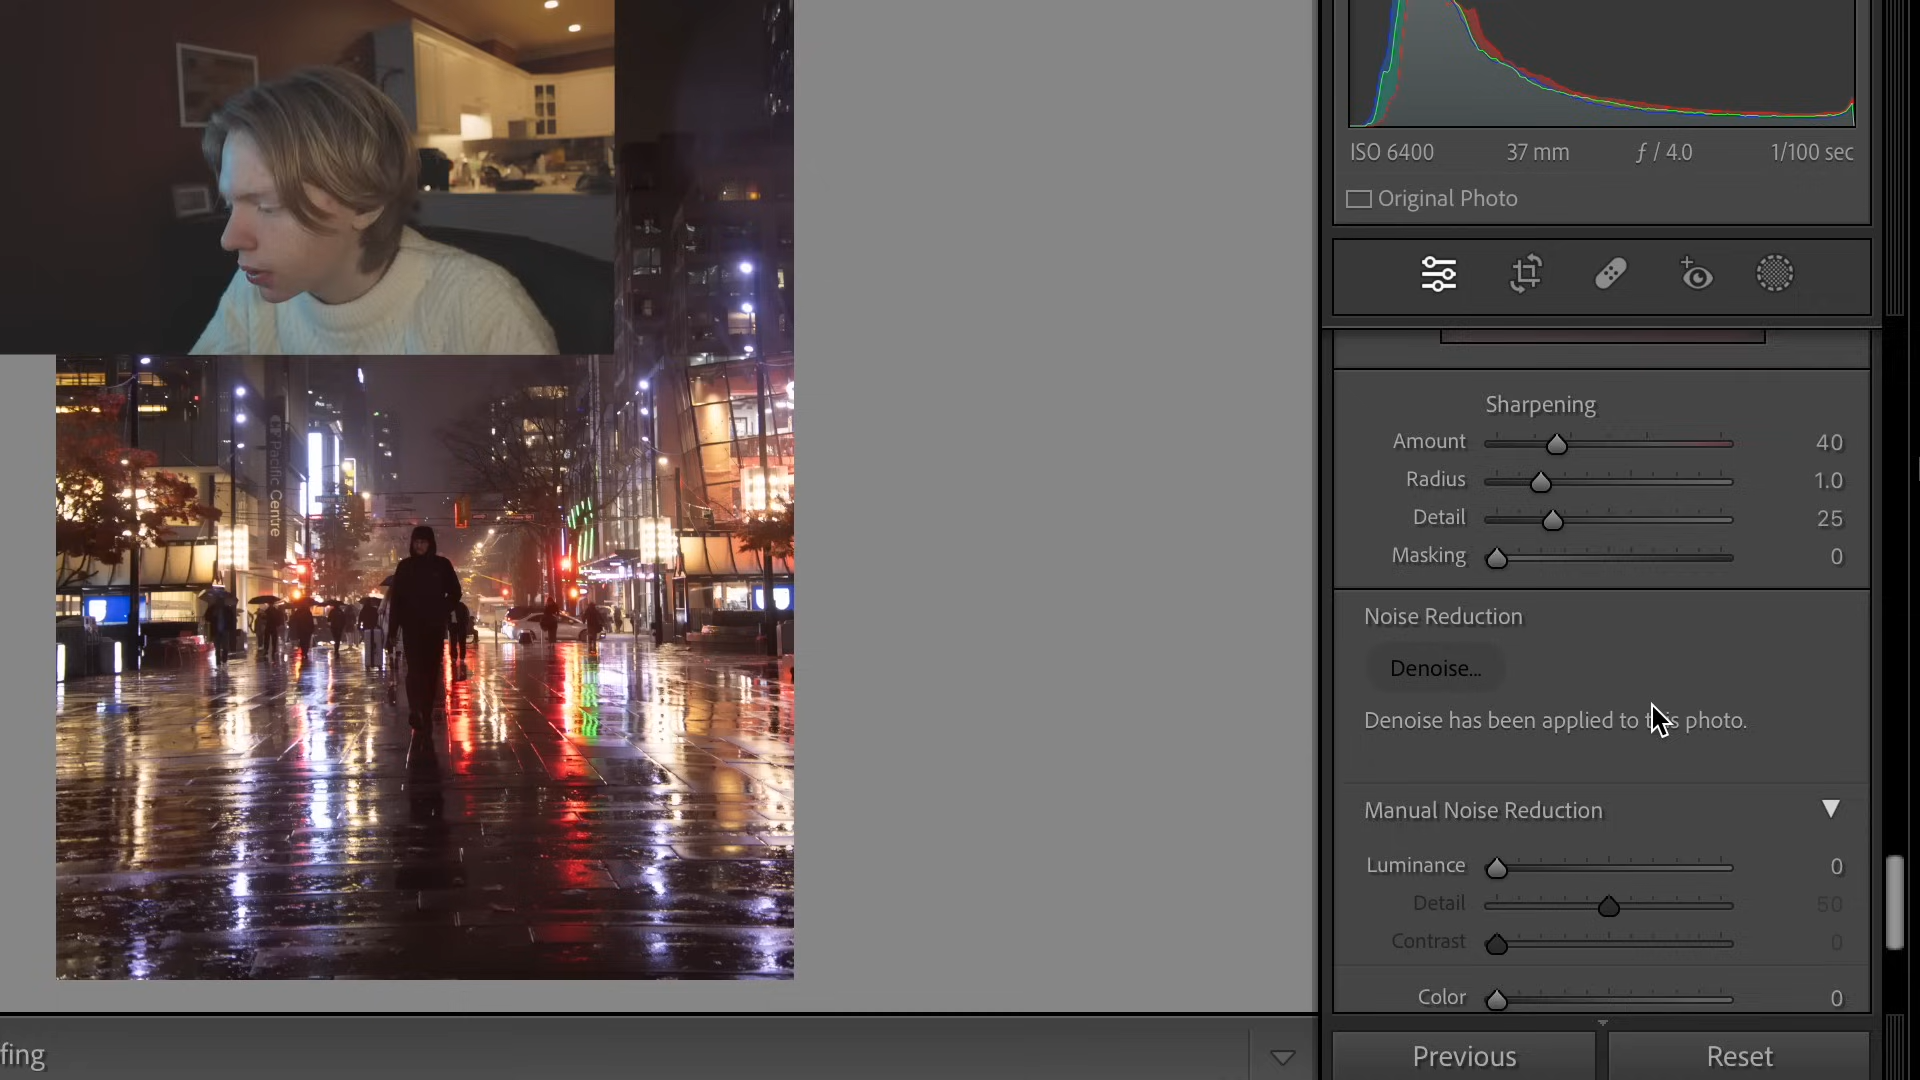 ISO 6400 37 mm ƒ / 4.0 1/100 sec
Original Photo
Sharpening
Amount 40
Radius 1.0
Detail 25
Masking 0
Noise Reduction
Denoise...
Denoise has been applied to this photo.
Manual Noise Reduction
Luminance 0
Detail 50
Contrast 0
Color 0
Previous Reset
fing
Pacific Centre